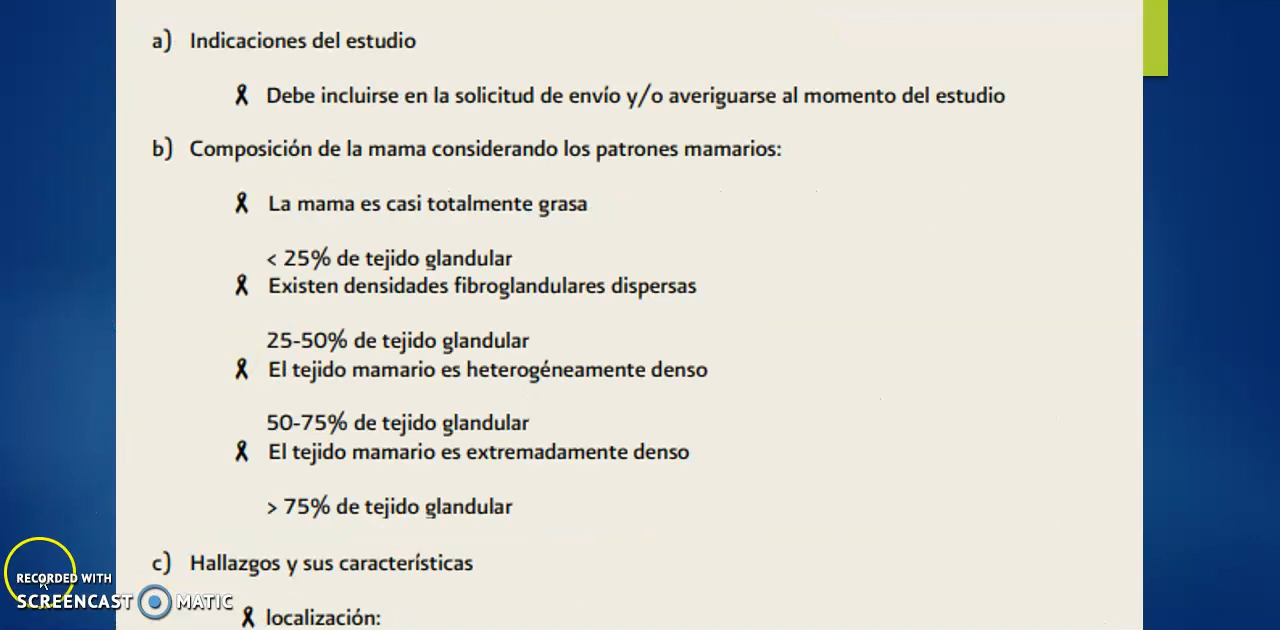 a) Indicaciones del estudio
Debe incluirse en la solicitud de envío y/o averiguarse al momento del estudio
b) Composición de la mama considerando los patrones mamarios:
La mama es casi totalmente grasa
< 25% de tejido glandular
Existen densidades fibroglandulares dispersas
25-50% de tejido glandular
El tejido mamario es heterogéneamente denso
50-75% de tejido glandular
El tejido mamario es extremadamente denso
> 75% de tejido glandular
c) Hallazgos y sus características
localización:
RECORDED WITH
SCREENCAST MATIC